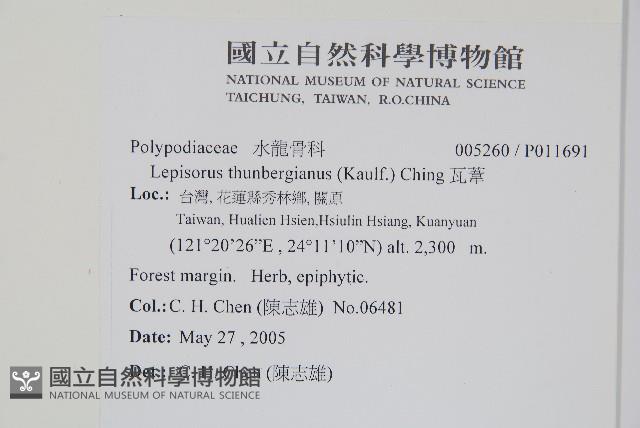 國立自然科學博物館
NATIONAL MUSEUM OF NATURAL SCIENCE
TAICHUNG, TAIWAN, R.O.CHINA
Polypodiaceae 水龍骨科 005260 / P011691
Lepisorus thunbergianus (Kaulf.) Ching 瓦葦
Loc.: 台灣, 花蓮縣秀林鄉, 關原
Taiwan, Hualien Hsien,Hsiulin Hsiang, Kuanyuan
(121°20'26”E , 24°11'10”N) alt. 2,300 m.
Forest margin. Herb, epiphytic.
Col.: C. H. Chen (陳志雄) No.06481
Date: May 27 , 2005
Det.: C. H. Chen (陳志雄)
國立自然科學博物館
NATIONAL MUSEUM OF NATURAL SCIENCE